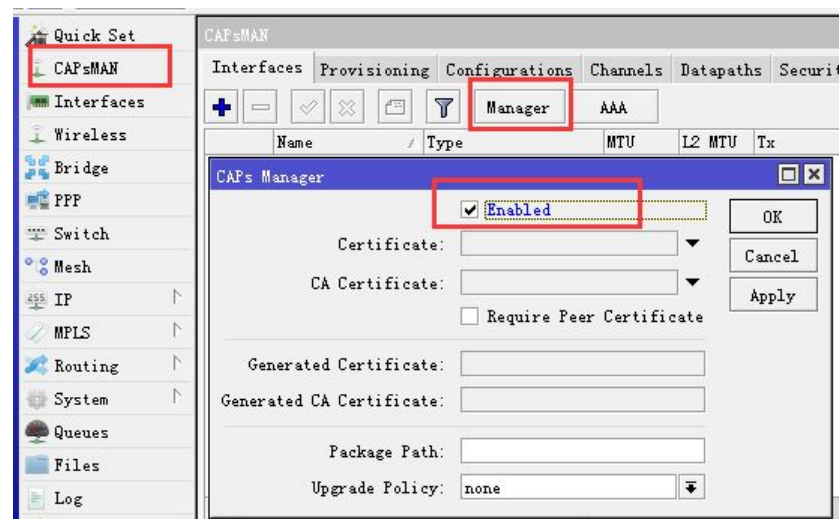 Quick Set
CAPsMAN
Interfaces
Wireless
Bridge
PPP
Switch
Mesh
255 IP
MPLS
Routing
System
Queues
Files
Log
CAPsMAN
Interfaces Provisioning Configurations Channels Datapaths Securit
Manager AAA
Name / Type MTU L2 MTU Tx
CAPs Manager
Enabled
OK
Certificate:
Cancel
CA Certificate:
Apply
Require Peer Certificate
Generated Certificate:
Generated CA Certificate:
Package Path:
Upgrade Policy: none